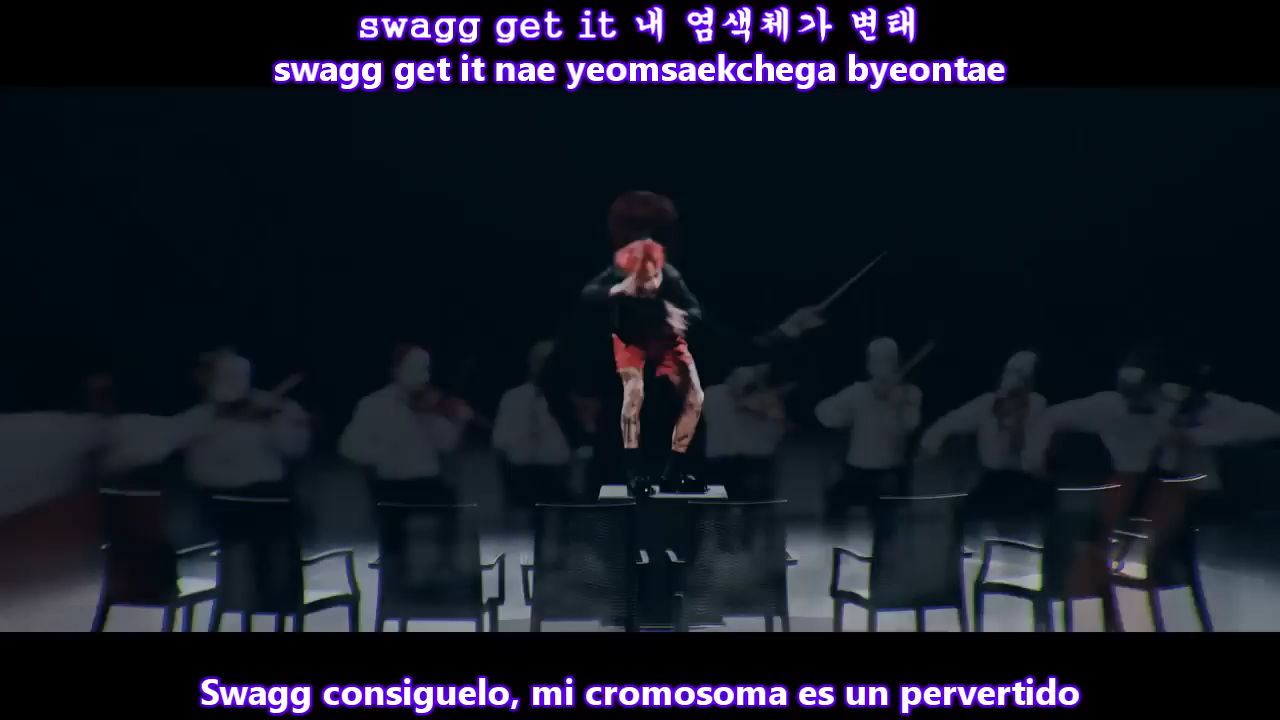 swagg get it 내 염색체가 변태
swagg get it nae yeomsaekchega byeontae
Swagg consiguelo, mi cromosoma es un pervertido